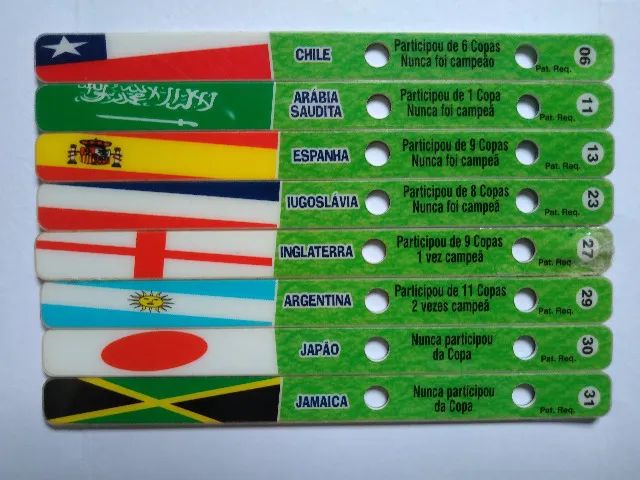 CHILE
Participou de 6 Copas
Nunca foi campeão
Pat. Req.
06
ARÁBIA
SAUDITA
Participou de 1 Copa
Nunca foi campeã
Pat. Req.
11
ESPANHA
Participou de 9 Copas
Nunca foi campeã
Pat. Req.
13
IUGOSLÁVIA
Participou de 8 Copas
Nunca foi campeã
Pat. Req.
23
INGLATERRA
Participou de 9 Copas
1 vez campeã
Pat. Req.
27
ARGENTINA
Participou de 11 Copas
2 vezes campeã
Pat. Req.
29
JAPÃO
Nunca participou
da Copa
Pat. Req.
30
JAMAICA
Nunca participou
da Copa
Pat. Req.
31